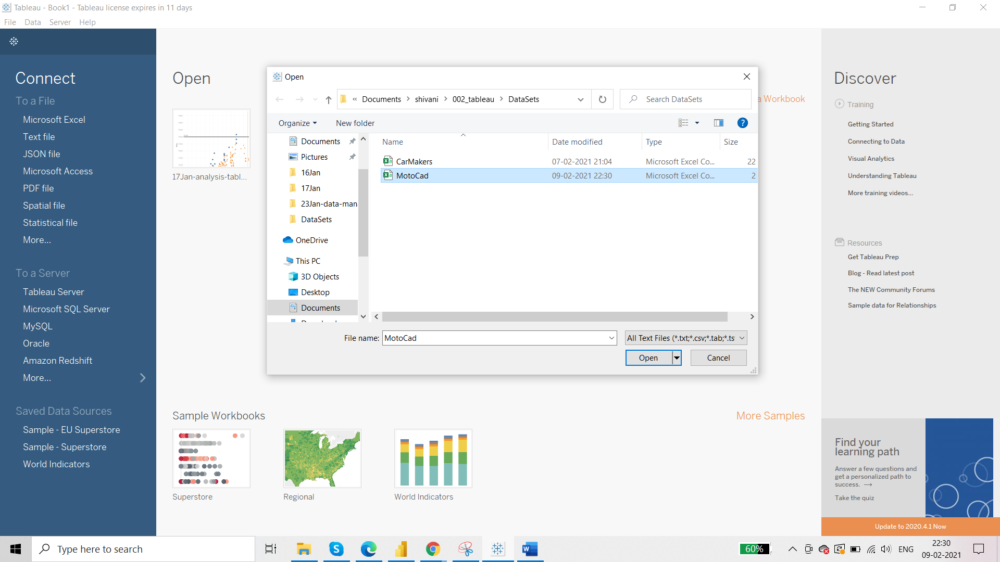 Tableau - Book1 - Tableau license expires in 11 days
File Data Server Help
Connect
To a File
Microsoft Excel
Text file
JSON file
Microsoft Access
PDF file
Spatial file
Statistical file
More...
To a Server
Tableau Server
Microsoft SQL Server
MySQL
Oracle
Amazon Redshift
More...
Saved Data Sources
Sample - EU Superstore
Sample - Superstore
World Indicators
Open
17Jan-analysis-tabl...
a Workbook
Open
« Documents > shivani > 002_tableau > DataSets
Search DataSets
Organize
New folder
Documents
Pictures
16Jan
17Jan
23Jan-data-man
DataSets
OneDrive
This PC
3D Objects
Desktop
Documents
Name Date modified Type Size
CarMakers 07-02-2021 21:04 Microsoft Excel Co... 22
MotoCad 09-02-2021 22:30 Microsoft Excel Co... 2
File name: MotoCad
All Text Files (*.txt;*.csv;*.tab;*.ts
Open
Cancel
Sample Workbooks
More Samples
Superstore
Regional
World Indicators
Discover
Training
Getting Started
Connecting to Data
Visual Analytics
Understanding Tableau
More training videos...
Resources
Get Tableau Prep
Blog - Read latest post
The NEW Community Forums
Sample data for Relationships
Find your
learning path
Answer a few questions and
get a personalized path to
success. →
Take the quiz
Update to 2020.4.1 Now
Type here to search
60%
ENG
22:30
09-02-2021